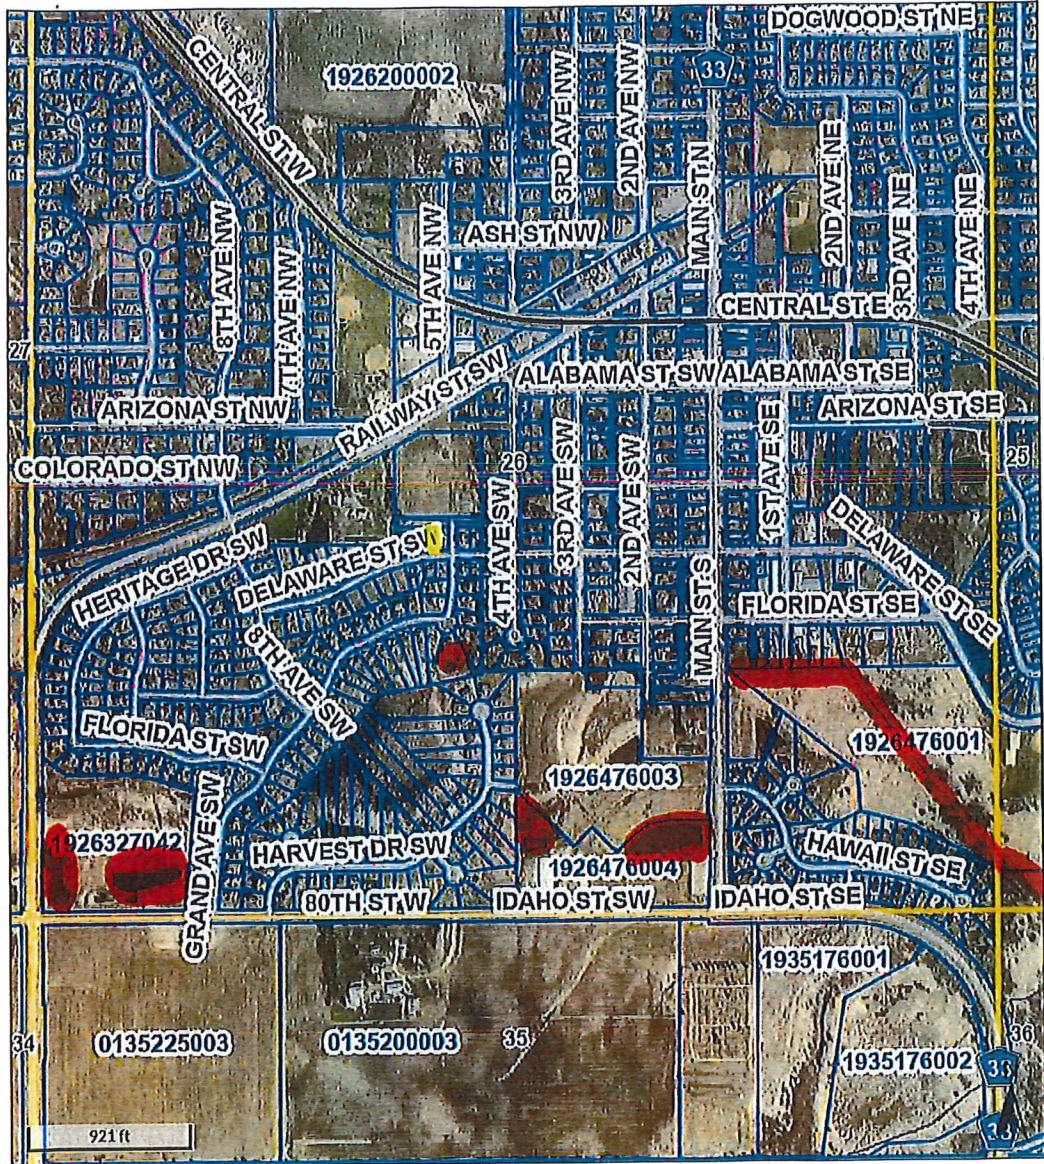 DOGWOOD ST NE
CENTRAL ST W
1926200002
3RD AVE NW
2ND AVE NW
33
MAIN ST N
2ND AVE NE
3RD AVE NE
4TH AVE NE
8TH AVE NW
7TH AVE NW
5TH AVE NW
ASH ST NW
CENTRAL ST E
27
ALABAMA ST SW
ALABAMA ST SE
ARIZONA ST NW
RAILWAY ST SW
ARIZONA ST SE
COLORADO ST NW
26
25
4TH AVE SW
3RD AVE SW
2ND AVE SW
1ST AVE SE
HERITAGE DR SW
DELAWARE ST SW
DELAWARE ST SE
MAIN ST S
FLORIDA ST SE
8TH AVE SW
FLORIDA ST SW
1926476001
1926476003
1926327042
GRAND AVE SW
HARVEST DR SW
1926476004
HAWAII ST SE
80TH ST W
IDAHO ST SW
IDAHO ST SE
1935176001
34
0135225003
0135200003
35
36
1935176002
33
33
921 ft